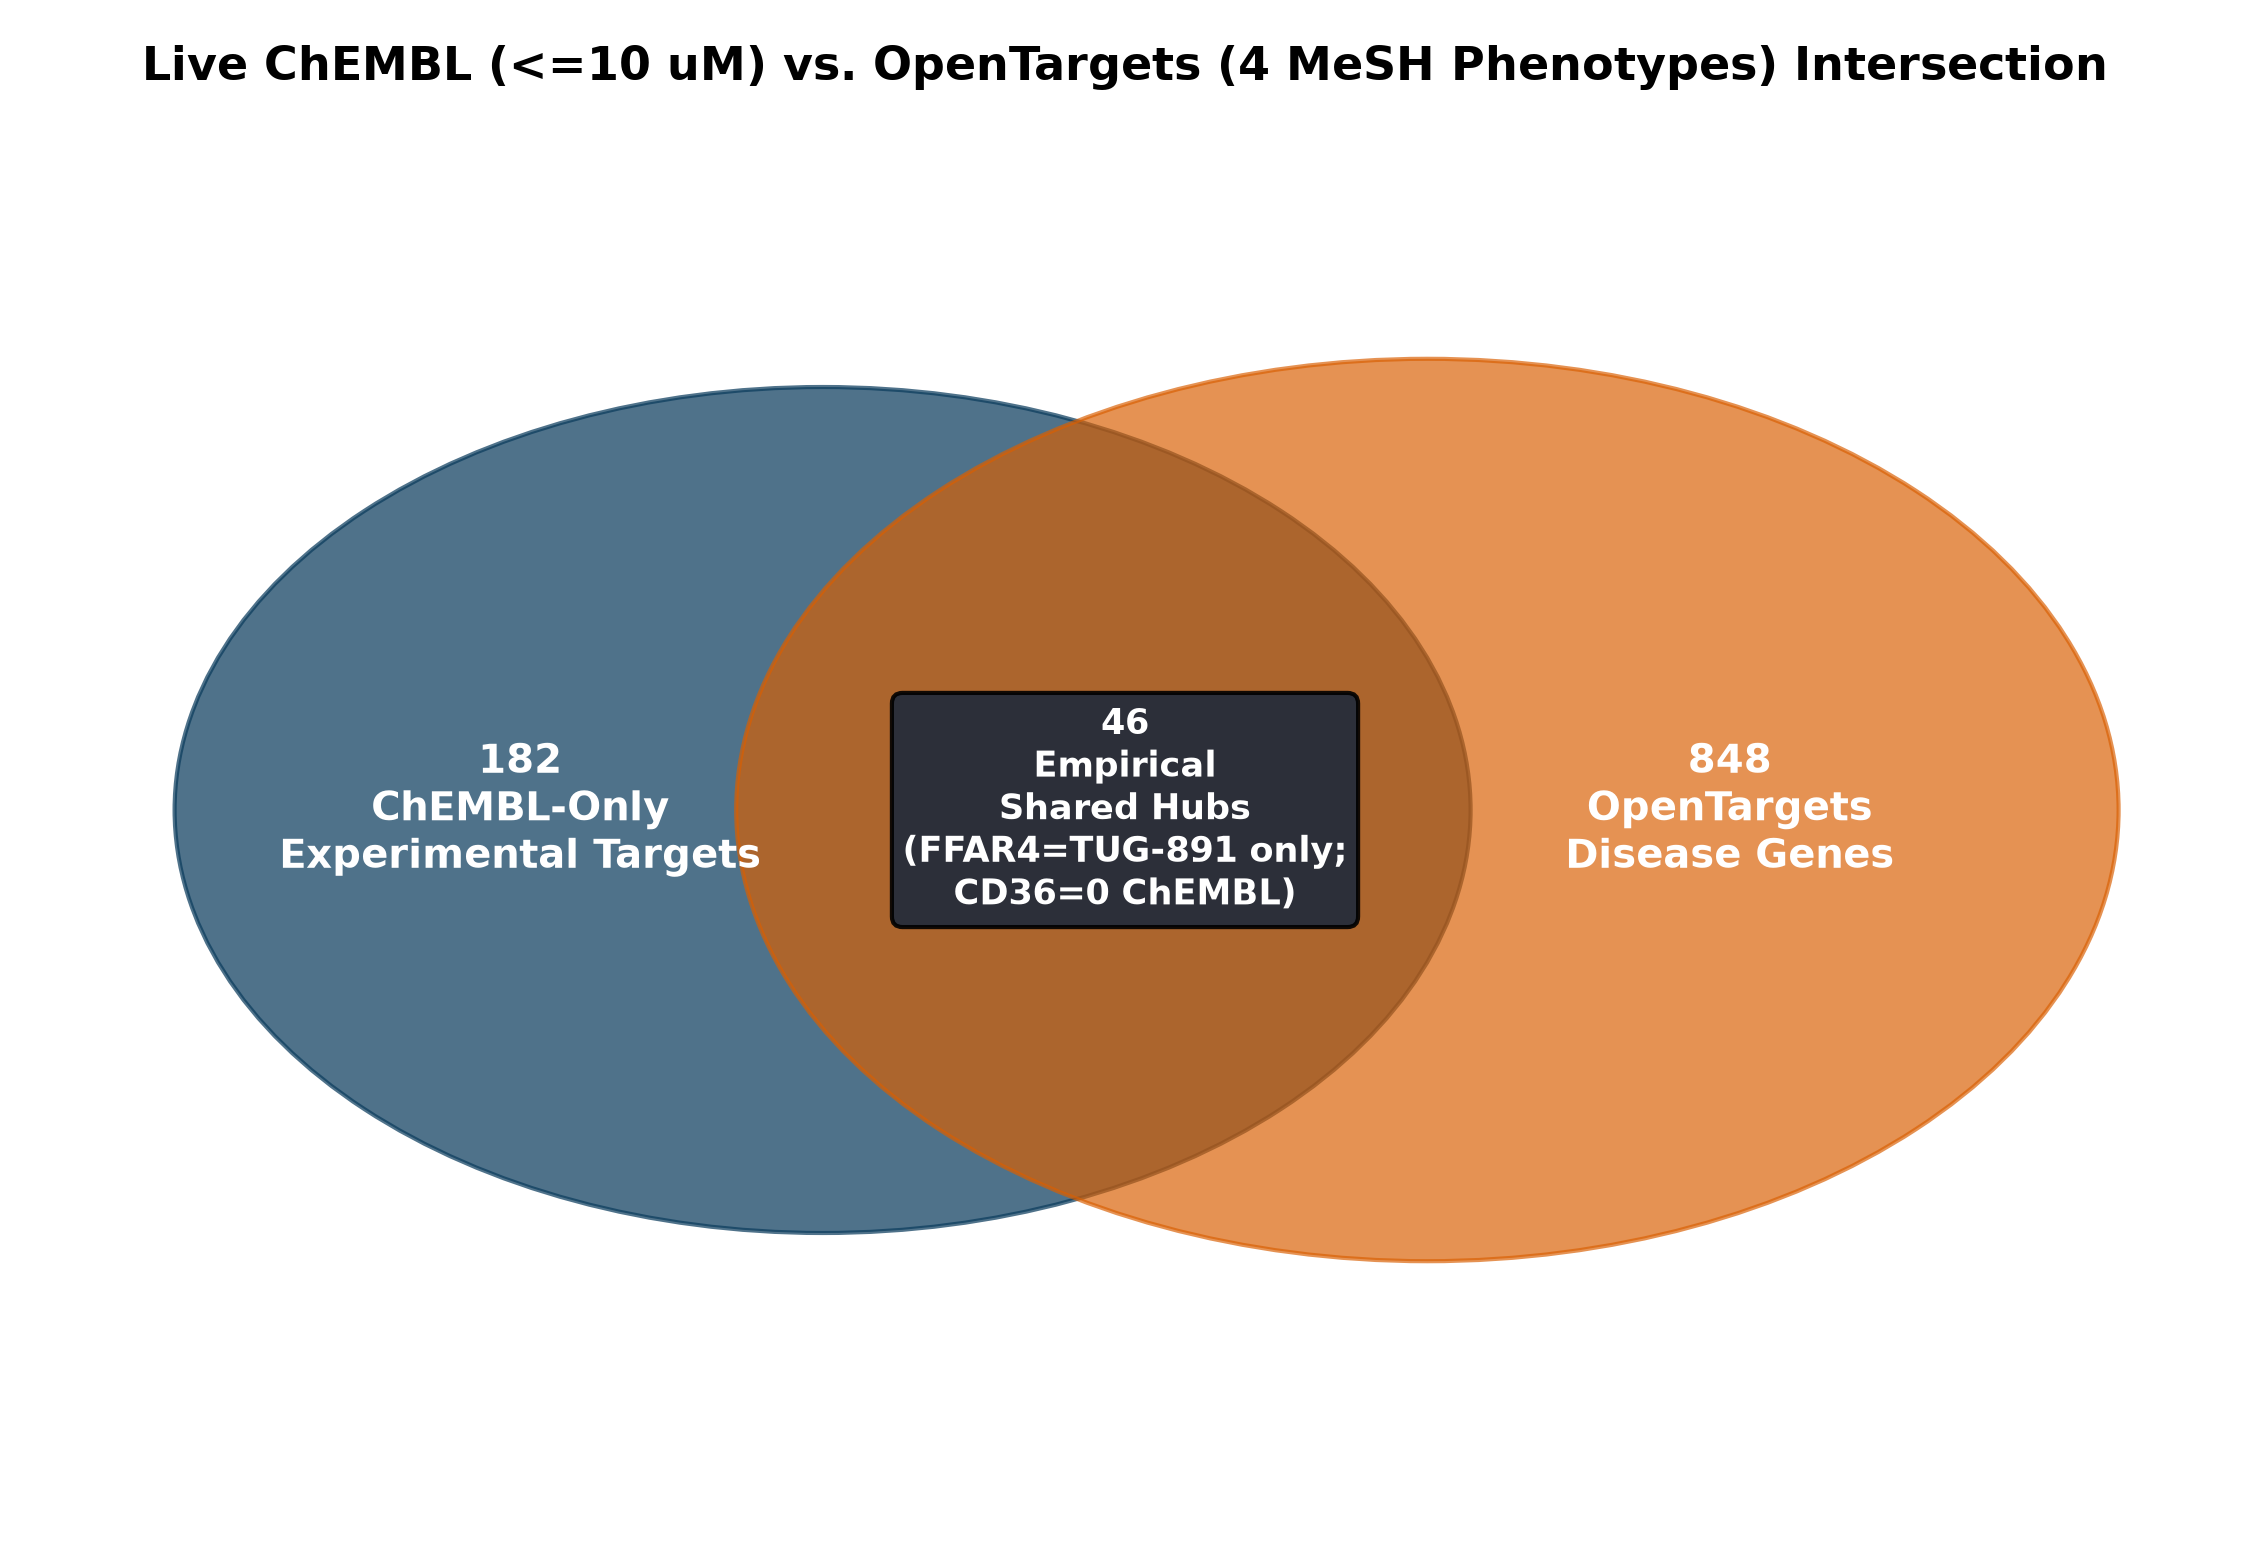 Live ChEMBL (<=10 uM) vs. OpenTargets (4 MeSH Phenotypes) Intersection
182
ChEMBL-Only
Experimental Targets
46
Empirical
Shared Hubs
(FFAR4=TUG-891 only;
CD36=0 ChEMBL)
848
OpenTargets
Disease Genes